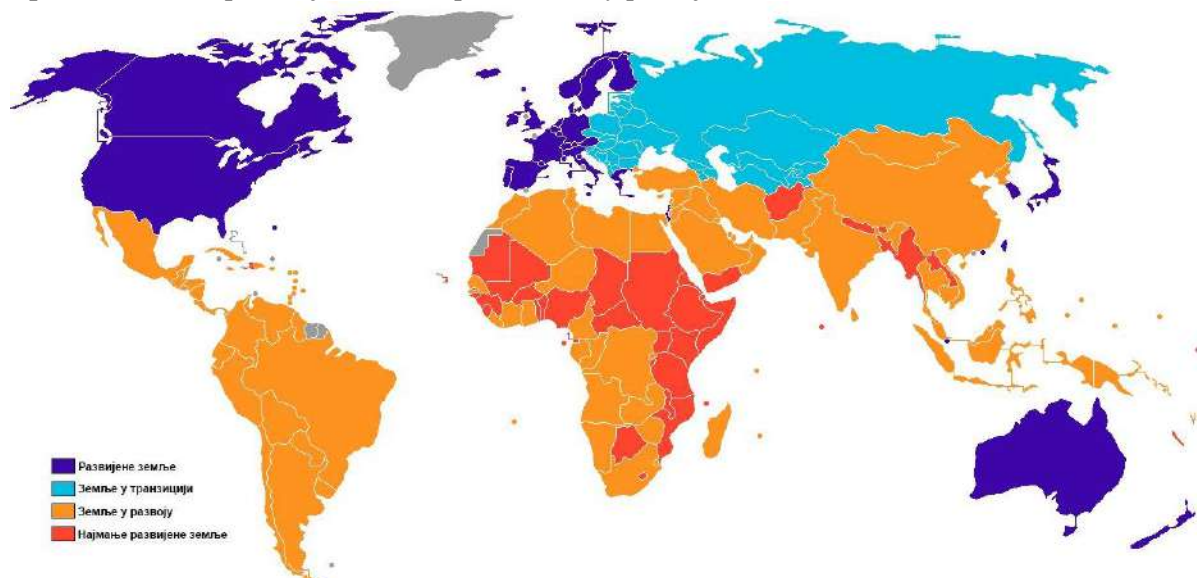 Развијене земље
Земље у транзицији
Земље у развоју
Најмање развијене земље